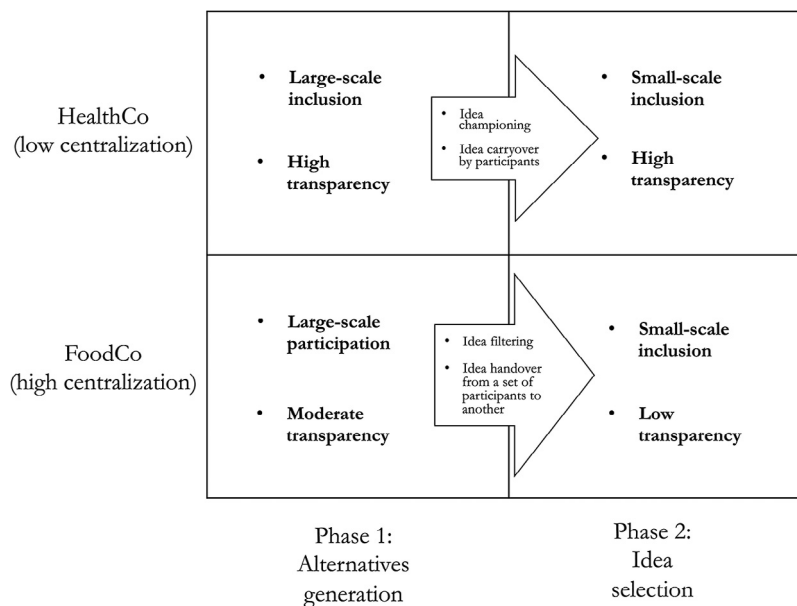 HealthCo
(low centralization)
• Large-scale
inclusion
• High
transparency
• Idea
championing
• Idea carryover
by participants
• Small-scale
inclusion
• High
transparency
FoodCo
(high centralization)
• Large-scale
participation
• Moderate
transparency
• Idea filtering
• Idea handover
from a set of
participants to
another
• Small-scale
inclusion
• Low
transparency
Phase 1:
Alternatives
generation
Phase 2:
Idea
selection